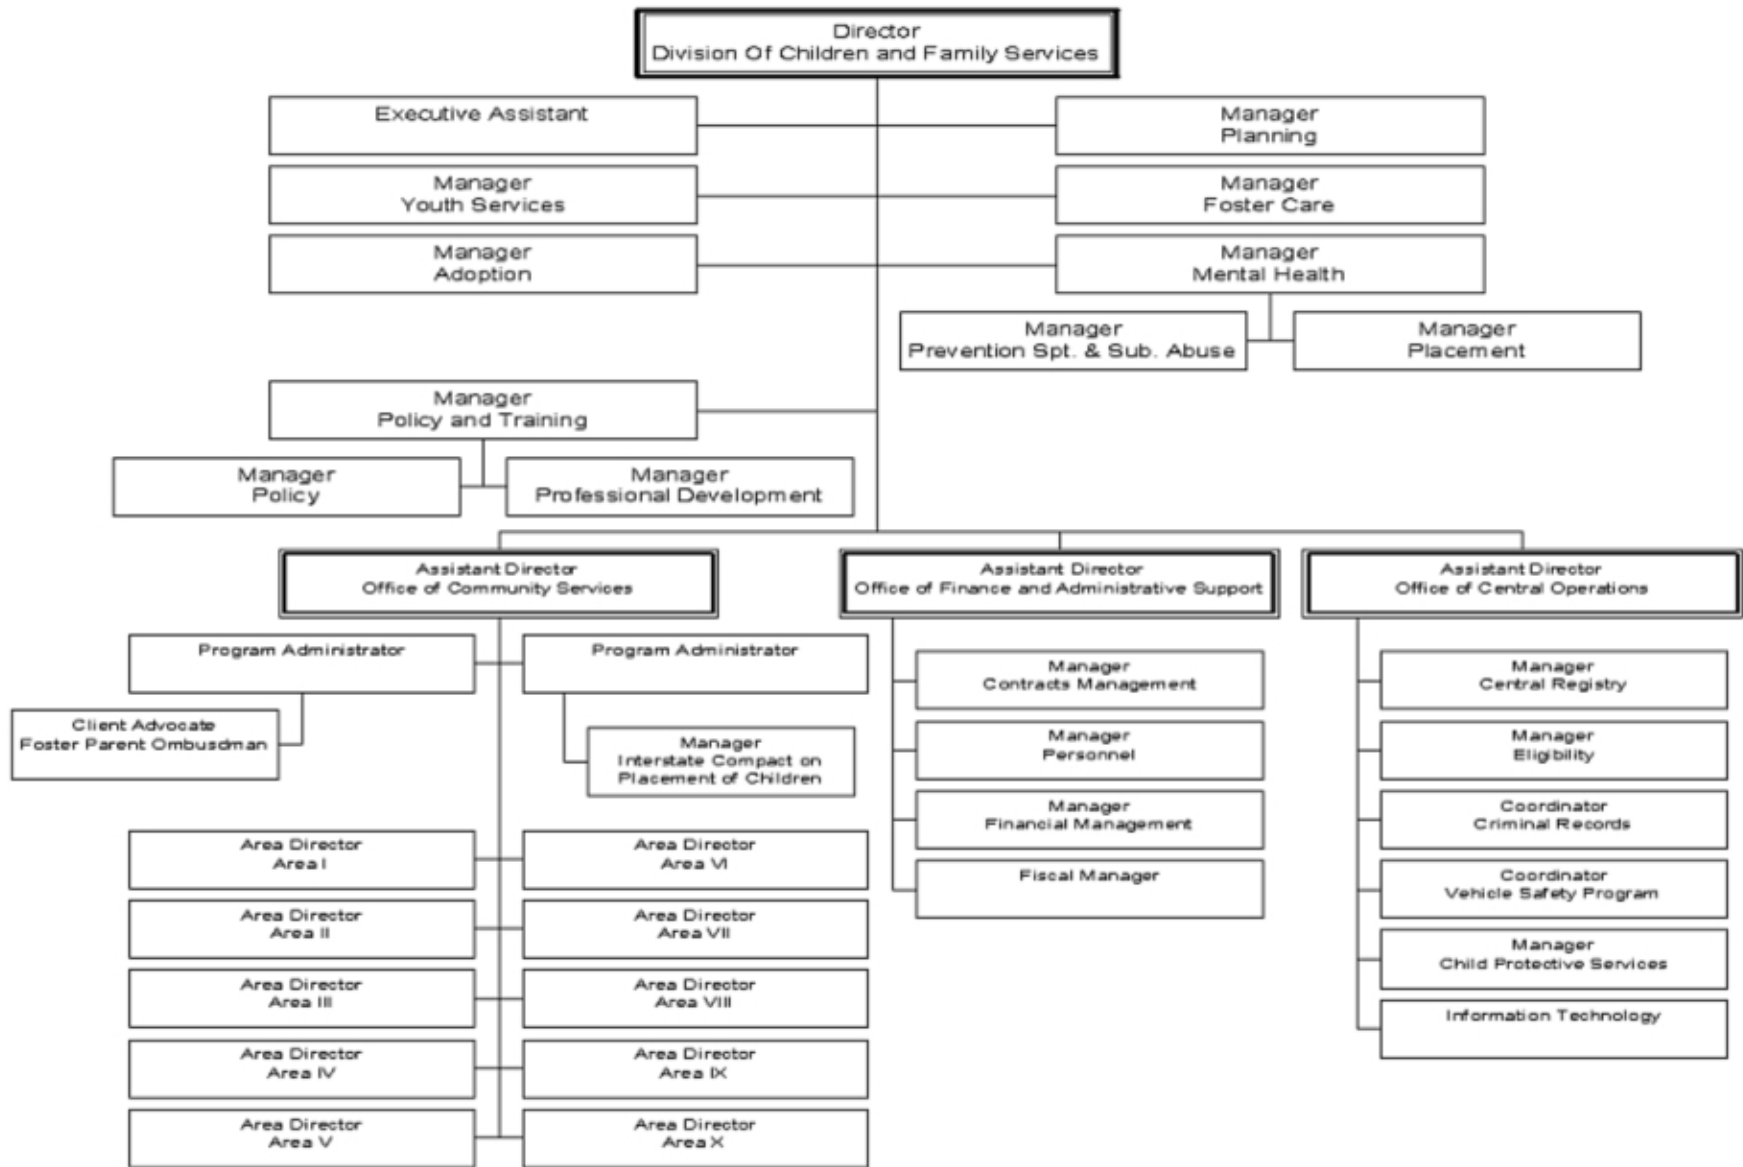 Director
Division Of Children and Family Services
Executive Assistant
Manager
Planning
Manager
Youth Services
Manager
Foster Care
Manager
Adoption
Manager
Mental Health
Manager
Prevention Spt. & Sub. Abuse
Manager
Placement
Manager
Policy and Training
Manager
Policy
Manager
Professional Development
Assistant Director
Office of Community Services
Assistant Director
Office of Finance and Administrative Support
Assistant Director
Office of Central Operations
Program Administrator
Program Administrator
Client Advocate
Foster Parent Ombusdman
Manager
Interstate Compact on
Placement of Children
Area Director
Area I
Area Director
Area VI
Area Director
Area II
Area Director
Area VII
Area Director
Area III
Area Director
Area VIII
Area Director
Area IV
Area Director
Area IX
Area Director
Area V
Area Director
Area X
Manager
Contracts Management
Manager
Personnel
Manager
Financial Management
Fiscal Manager
Manager
Central Registry
Manager
Eligibility
Coordinator
Criminal Records
Coordinator
Vehicle Safety Program
Manager
Child Protective Services
Information Technology